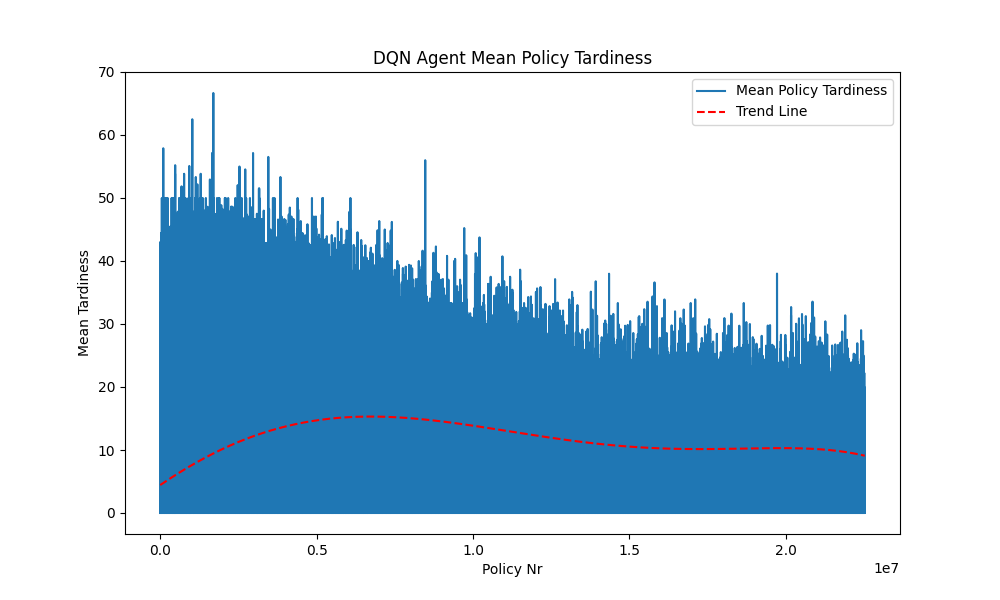 DQN Agent Mean Policy Tardiness
Mean Policy Tardiness
Trend Line
Mean Tardiness
70
60
50
40
30
20
10
0
0.0
0.5
1.0
1.5
2.0
1e7
Policy Nr